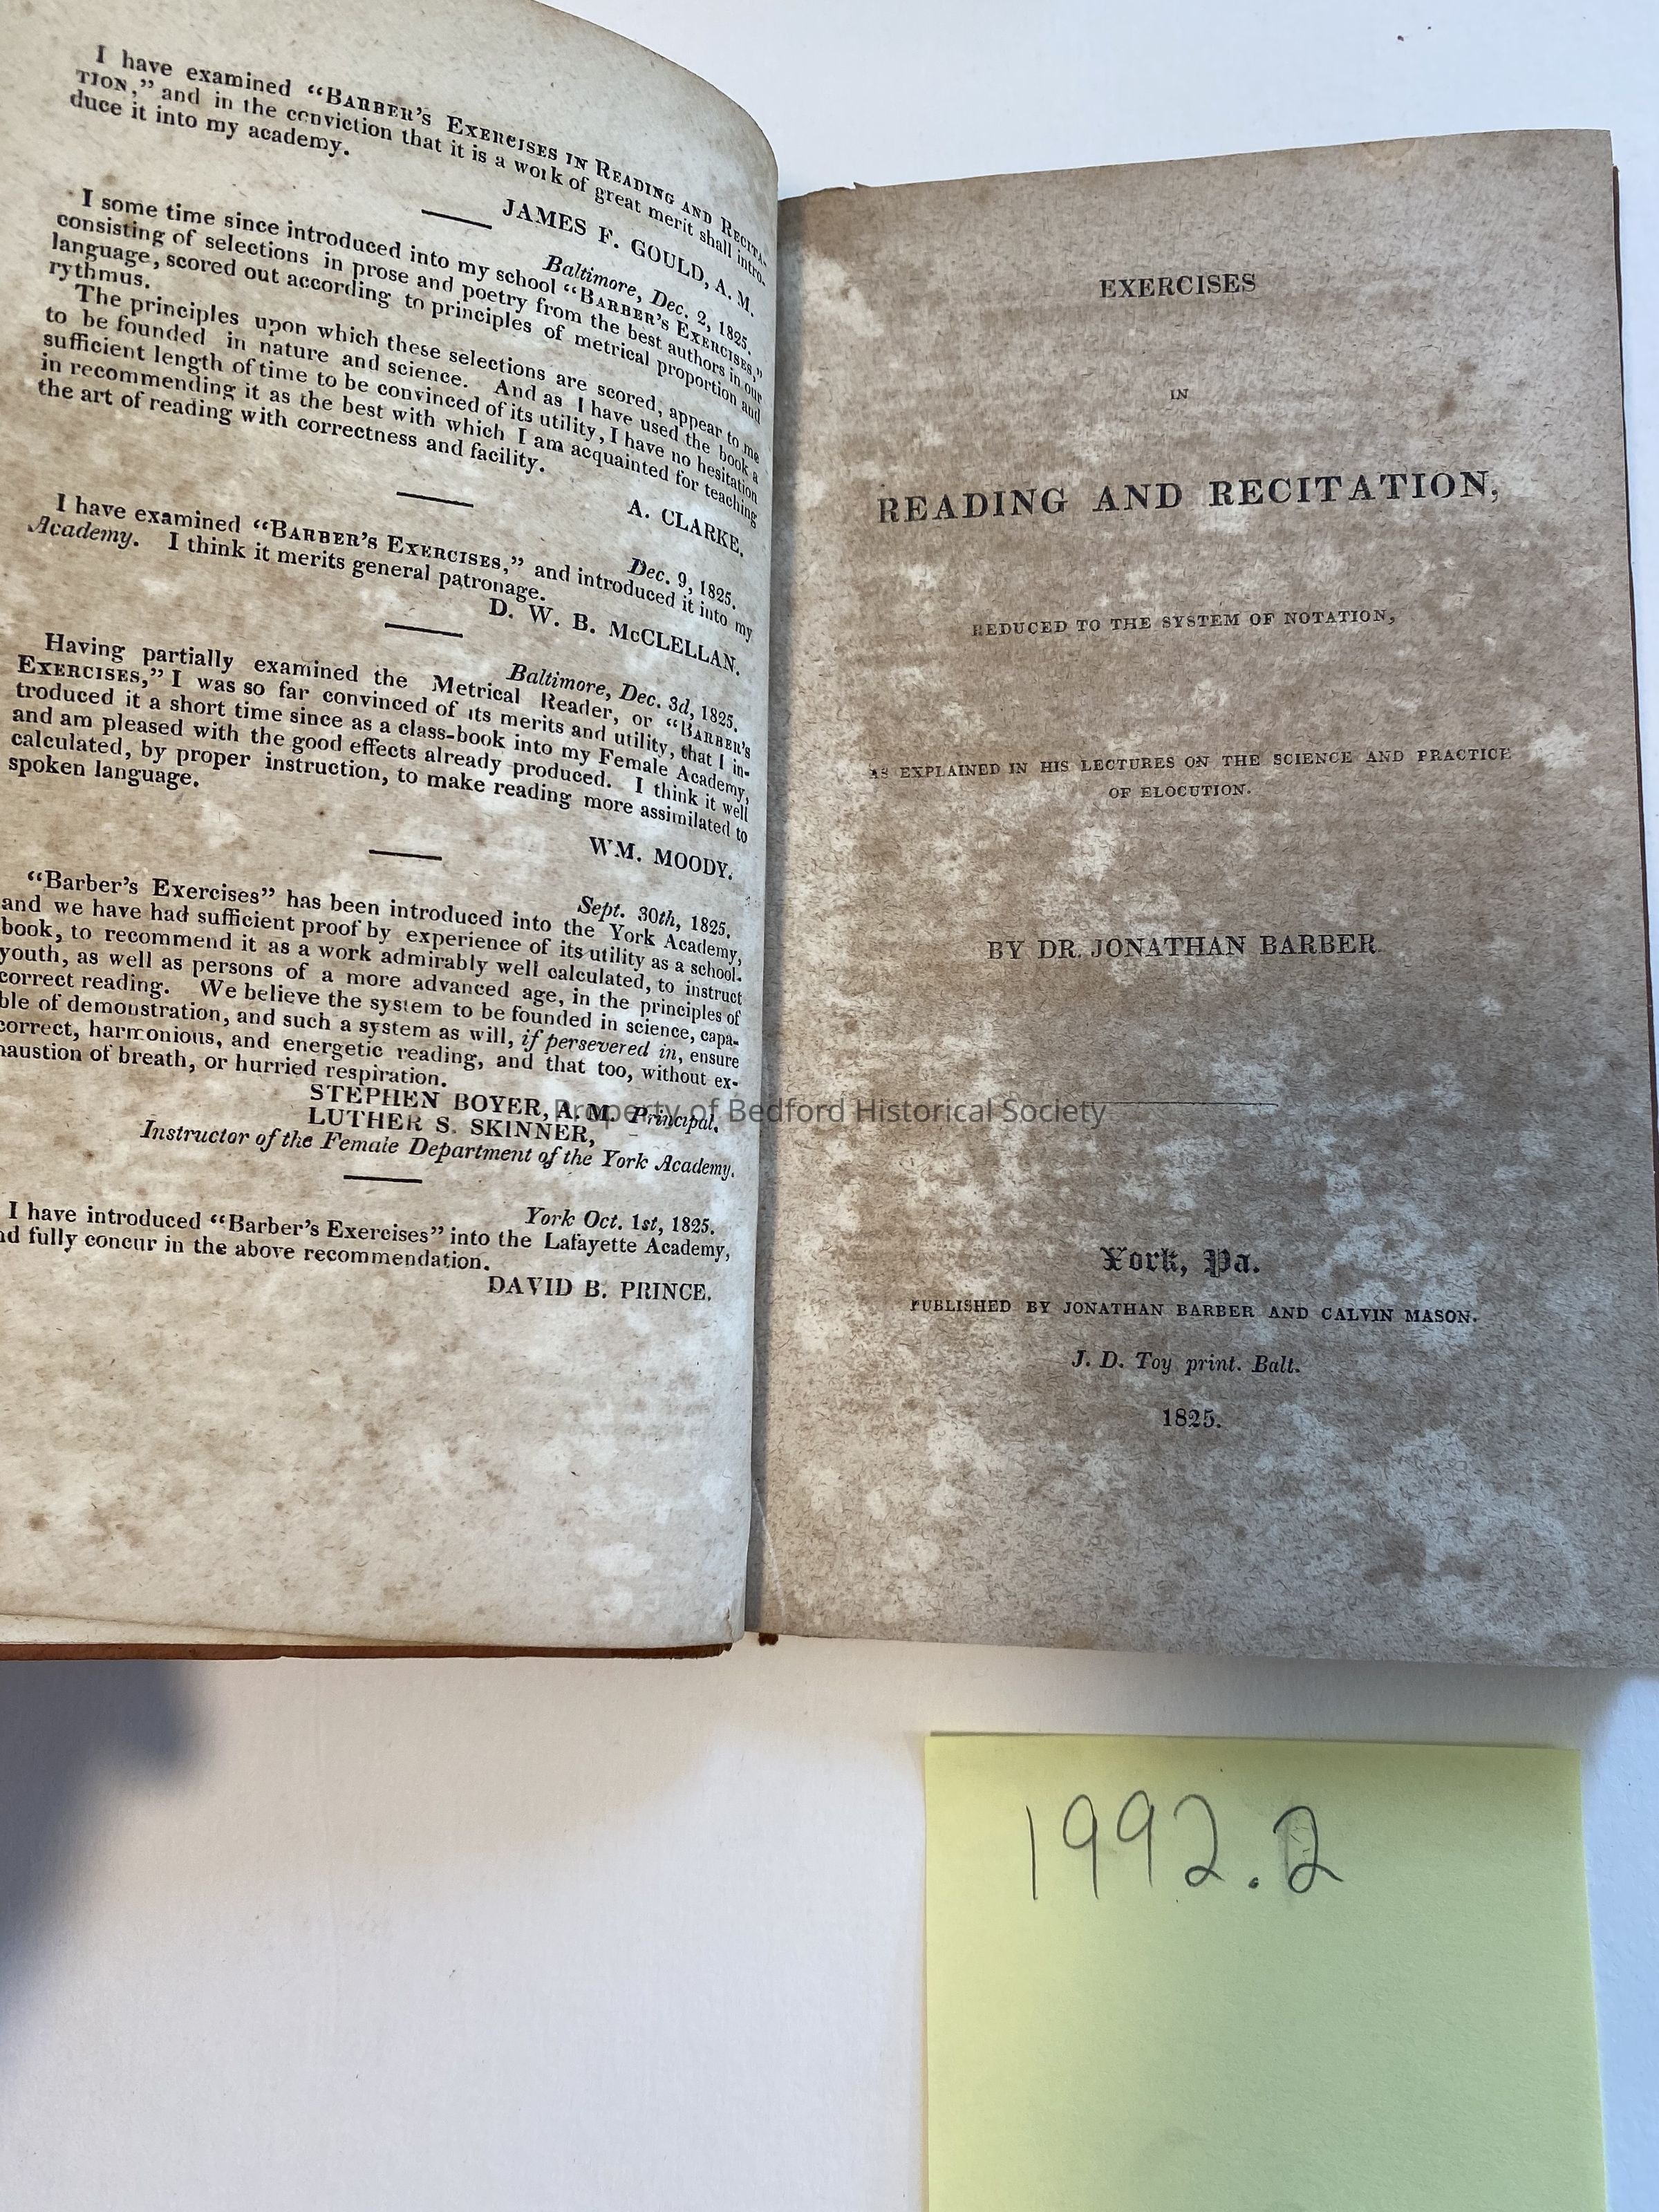 I have examined “BARBER’S EXERCISES IN READING AND RECITA-
TION,” and in the conviction that it is a work of great merit shall intro-
duce it into my academy.
JAMES F. GOULD, A. M.
Baltimore, Dec. 2, 1825.
I some time since introduced into my school “BARBER’S EXERCISES,”
consisting of selections in prose and poetry from the best authors in our
language, scored out according to principles of metrical proportion and
rythmus.
The principles upon which these selections are scored, appear to me
to be founded in nature and science. And as I have used the book a
sufficient length of time to be convinced of its utility, I have no hesitation
in recommending it as the best with which I am acquainted for teaching
the art of reading with correctness and facility.
A. CLARKE.
Dec. 9, 1825.
I have examined “BARBER’S EXERCISES,” and introduced it into my
Academy. I think it merits general patronage.
D. W. B. McCLELLAN.
Baltimore, Dec. 3d, 1825.
Having partially examined the Metrical Reader, or “BARBER’S
EXERCISES,” I was so far convinced of its merits and utility, that I in-
troduced it a short time since as a class-book into my Female Academy,
and am pleased with the good effects already produced. I think it well
calculated, by proper instruction, to make reading more assimilated to
spoken language.
WM. MOODY.
Sept. 30th, 1825.
“Barber’s Exercises” has been introduced into the York Academy,
and we have had sufficient proof by experience of its utility as a school-
book, to recommend it as a work admirably well calculated, to instruct
youth, as well as persons of a more advanced age, in the principles of
correct reading. We believe the system to be founded in science, capa-
ble of demonstration, and such a system as will, if persevered in, ensure
correct, harmonious, and energetic reading, and that too, without ex-
haustion of breath, or hurried respiration.
STEPHEN BOYER, A. M. Principal.
LUTHER S. SKINNER,
Instructor of the Female Department of the York Academy.
York Oct. 1st, 1825.
I have introduced “Barber’s Exercises” into the Lafayette Academy,
nd fully concur in the above recommendation.
DAVID B. PRINCE.
EXERCISES
IN
READING AND RECITATION,
REDUCED TO THE SYSTEM OF NOTATION,
AS EXPLAINED IN HIS LECTURES ON THE SCIENCE AND PRACTICE
OF ELOCUTION.
BY DR. JONATHAN BARBER
York, Pa.
PUBLISHED BY JONATHAN BARBER AND CALVIN MASON.
J. D. Toy print. Balt.
1825.
Property of Bedford Historical Society
1992.2